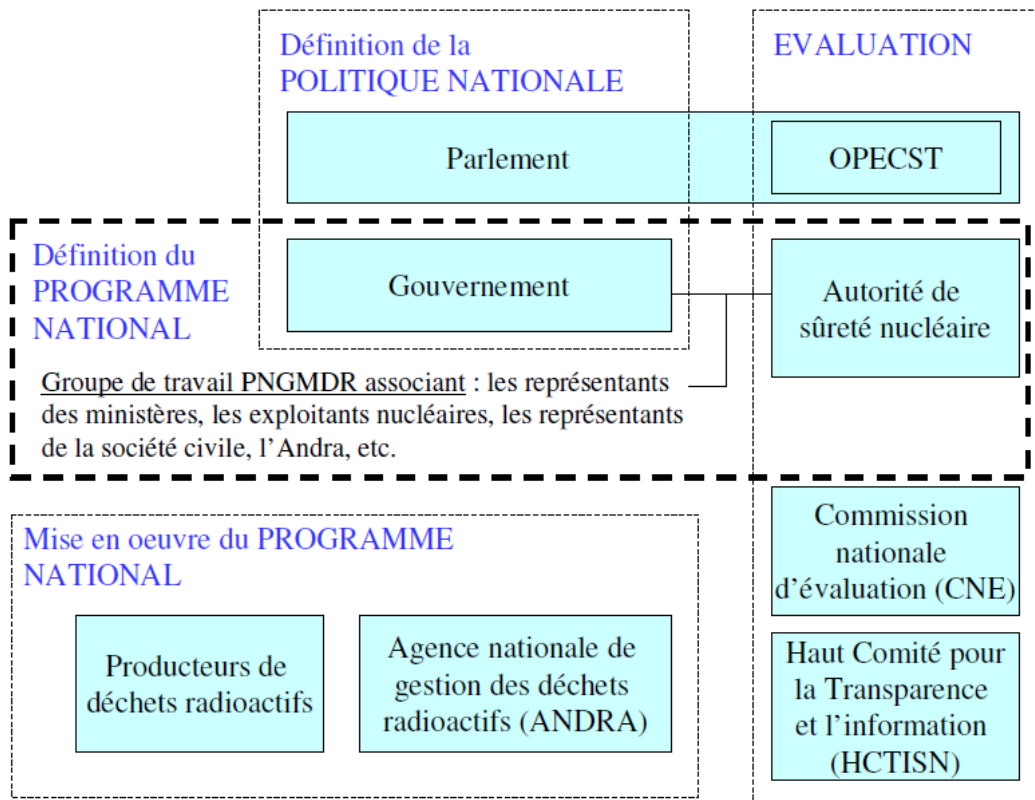 Définition de la
POLITIQUE NATIONALE
EVALUATION
Parlement
OPECST
Définition du
PROGRAMME
NATIONAL
Gouvernement
Autorité de
sûreté nucléaire
Groupe de travail PNGMDR associant : les représentants
des ministères, les exploitants nucléaires, les représentants
de la société civile, l’Andra, etc.
Mise en oeuvre du PROGRAMME
NATIONAL
Producteurs de
déchets radioactifs
Agence nationale de
gestion des déchets
radioactifs (ANDRA)
Commission
nationale
d’évaluation (CNE)
Haut Comité pour
la Transparence
et l’information
(HCTISN)